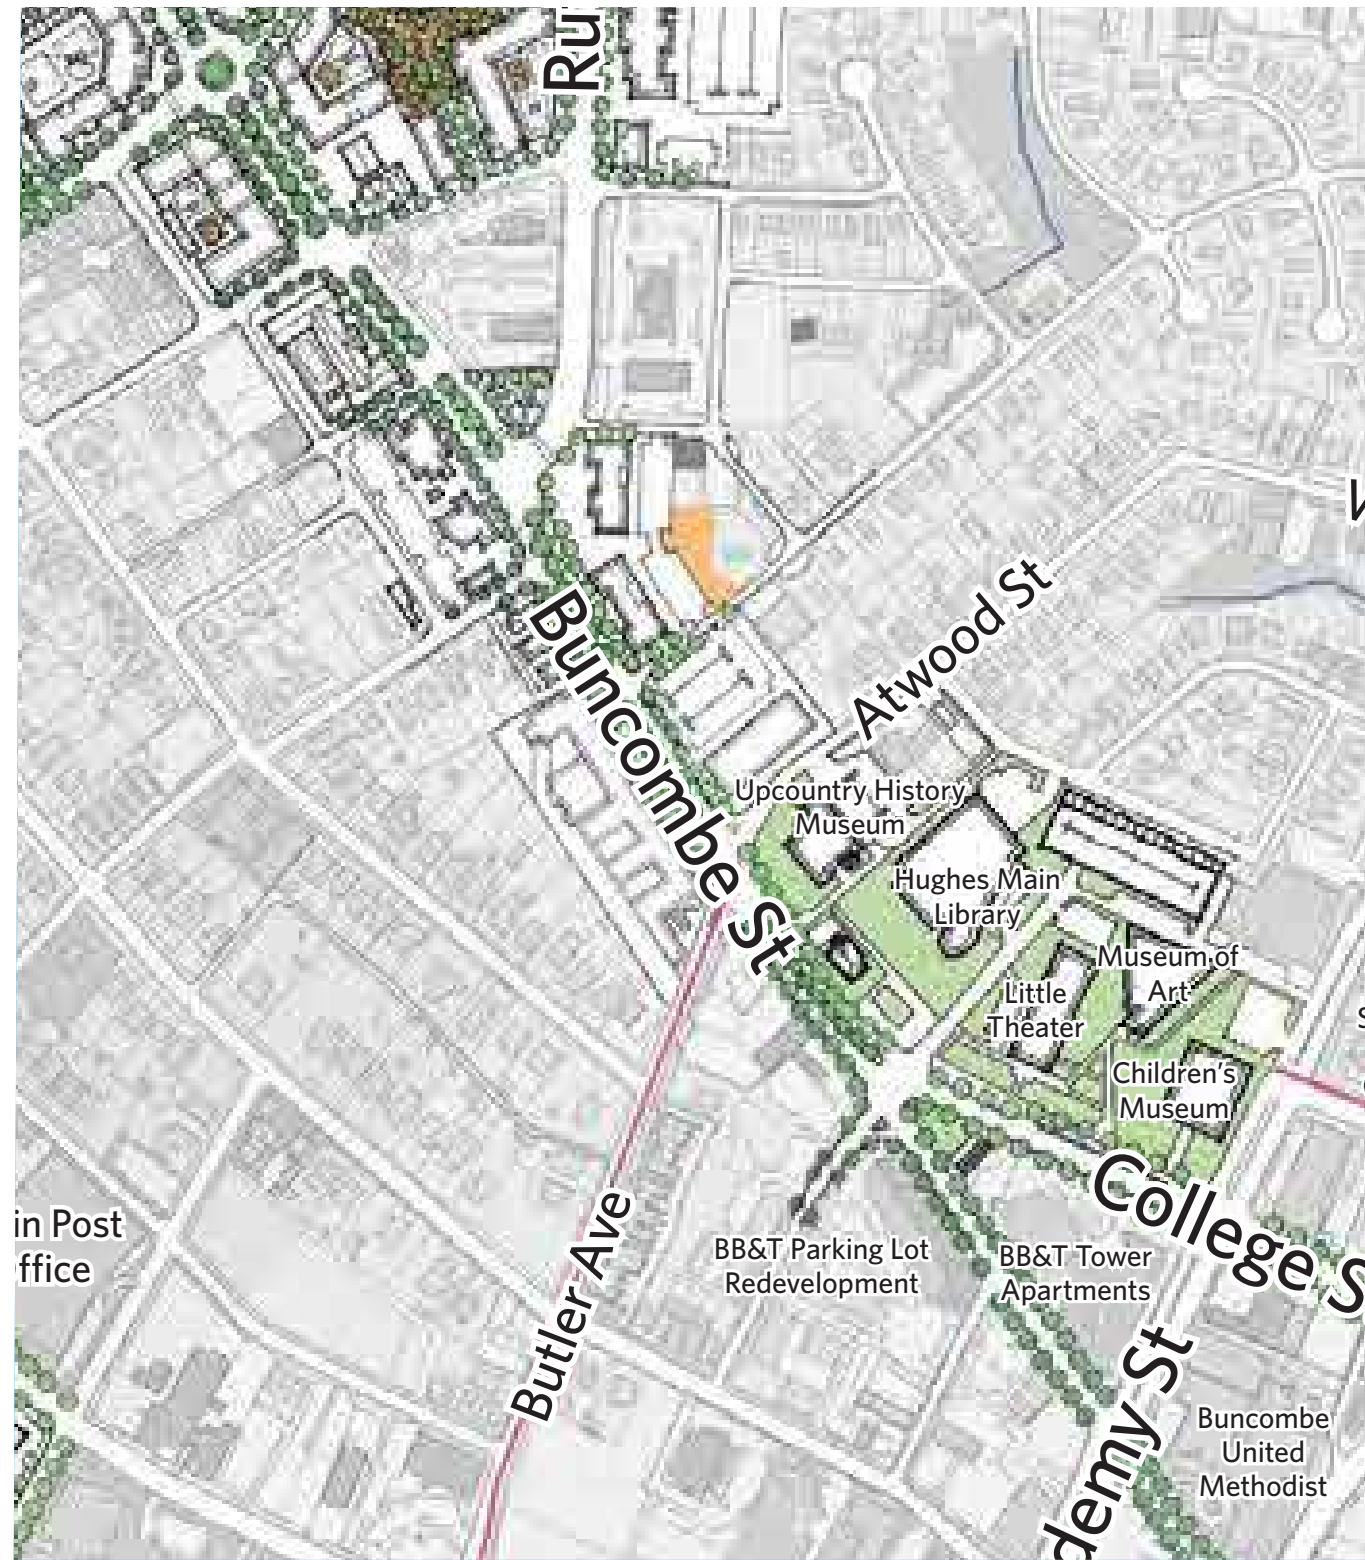 Ru
Atwood St
Buncombe St
Upcountry History
Museum
Hughes Main
Library
Museum of
Art
Little
Theater
Children's
Museum
College S
in Post
ffice
Butler Ave
BB&T Parking Lot
Redevelopment
BB&T Tower
Apartments
demy St
Buncombe
United
Methodist